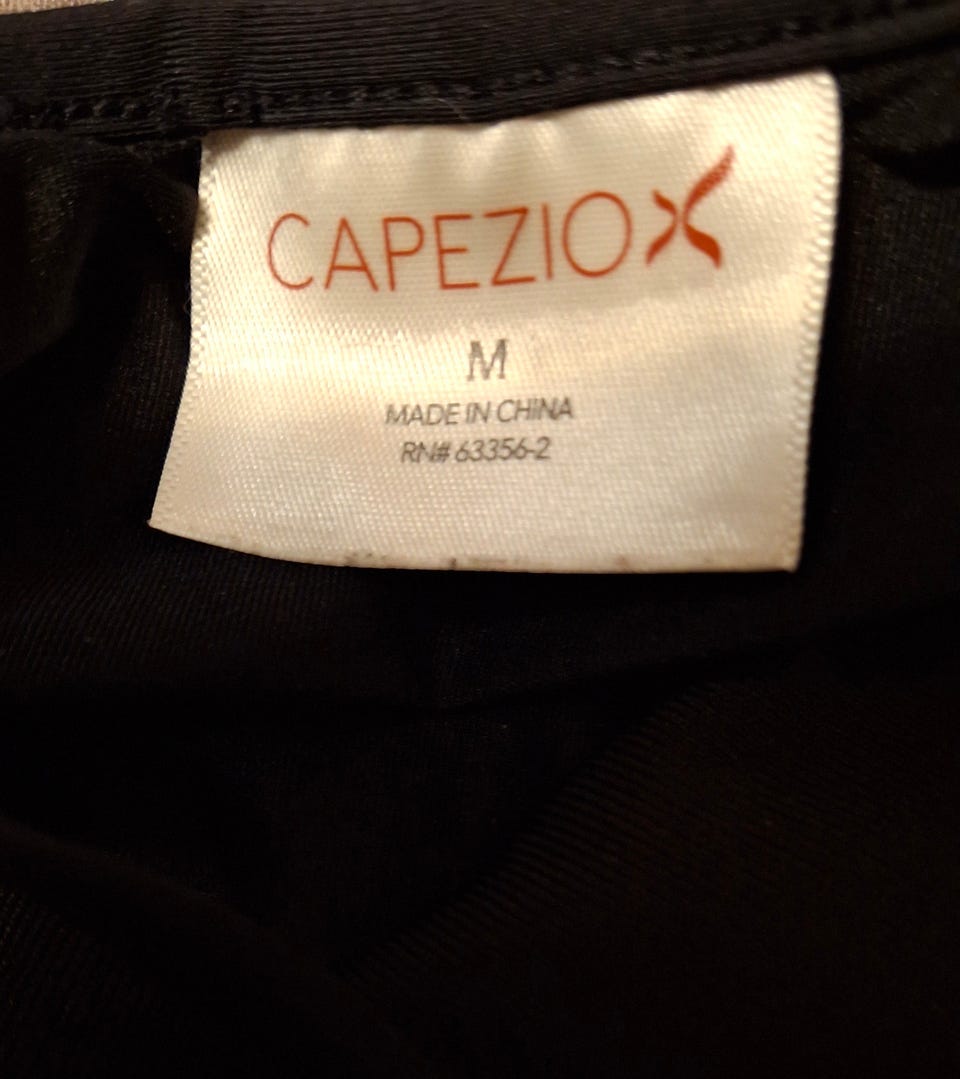 CAPEZIO
M
MADE IN CHINA
RN# 63356-2